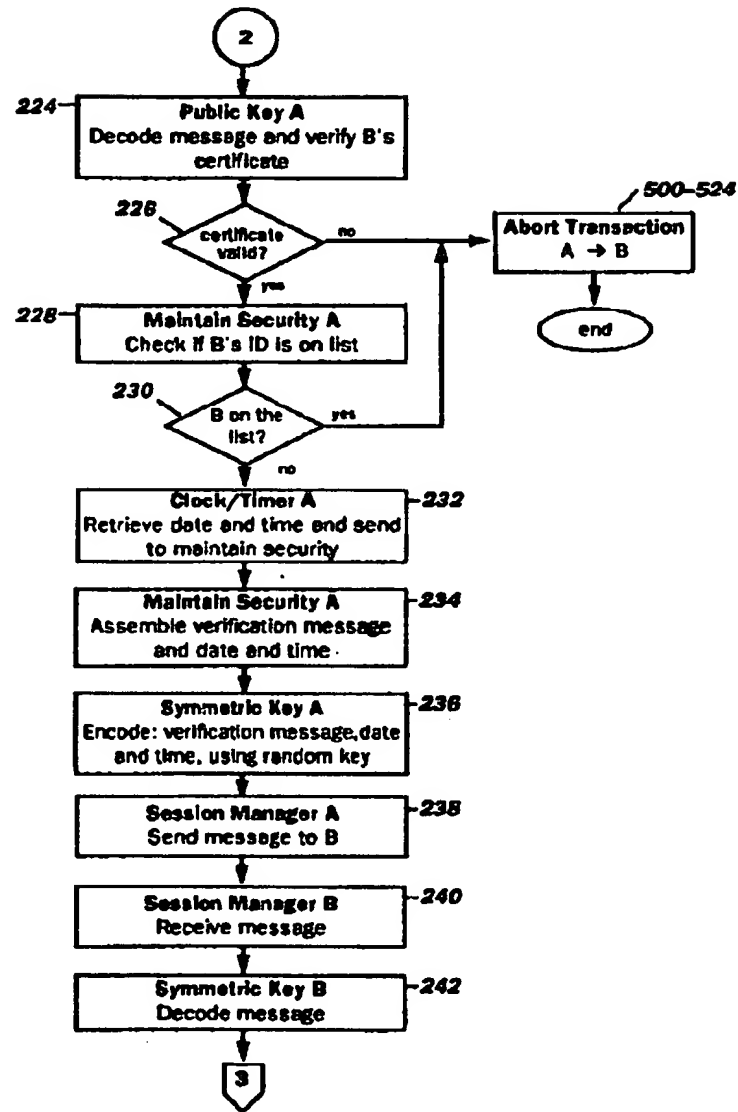 2
224
Public Key A
Decode message and verify B's
certificate
226
certificate
valid?
no
yes
500-524
Abort Transaction
A → B
end
228
Maintain Security A
Check if B's ID is on list
230
B on the
list?
yes
no
Clock/Timer A
Retrieve date and time and send
to maintain security
232
Maintain Security A
Assemble verification message
and date and time
234
Symmetric Key A
Encode: verification message, date
and time, using random key
236
Session Manager A
Send message to B
238
Session Manager B
Receive message
240
Symmetric Key B
Decode message
242
3